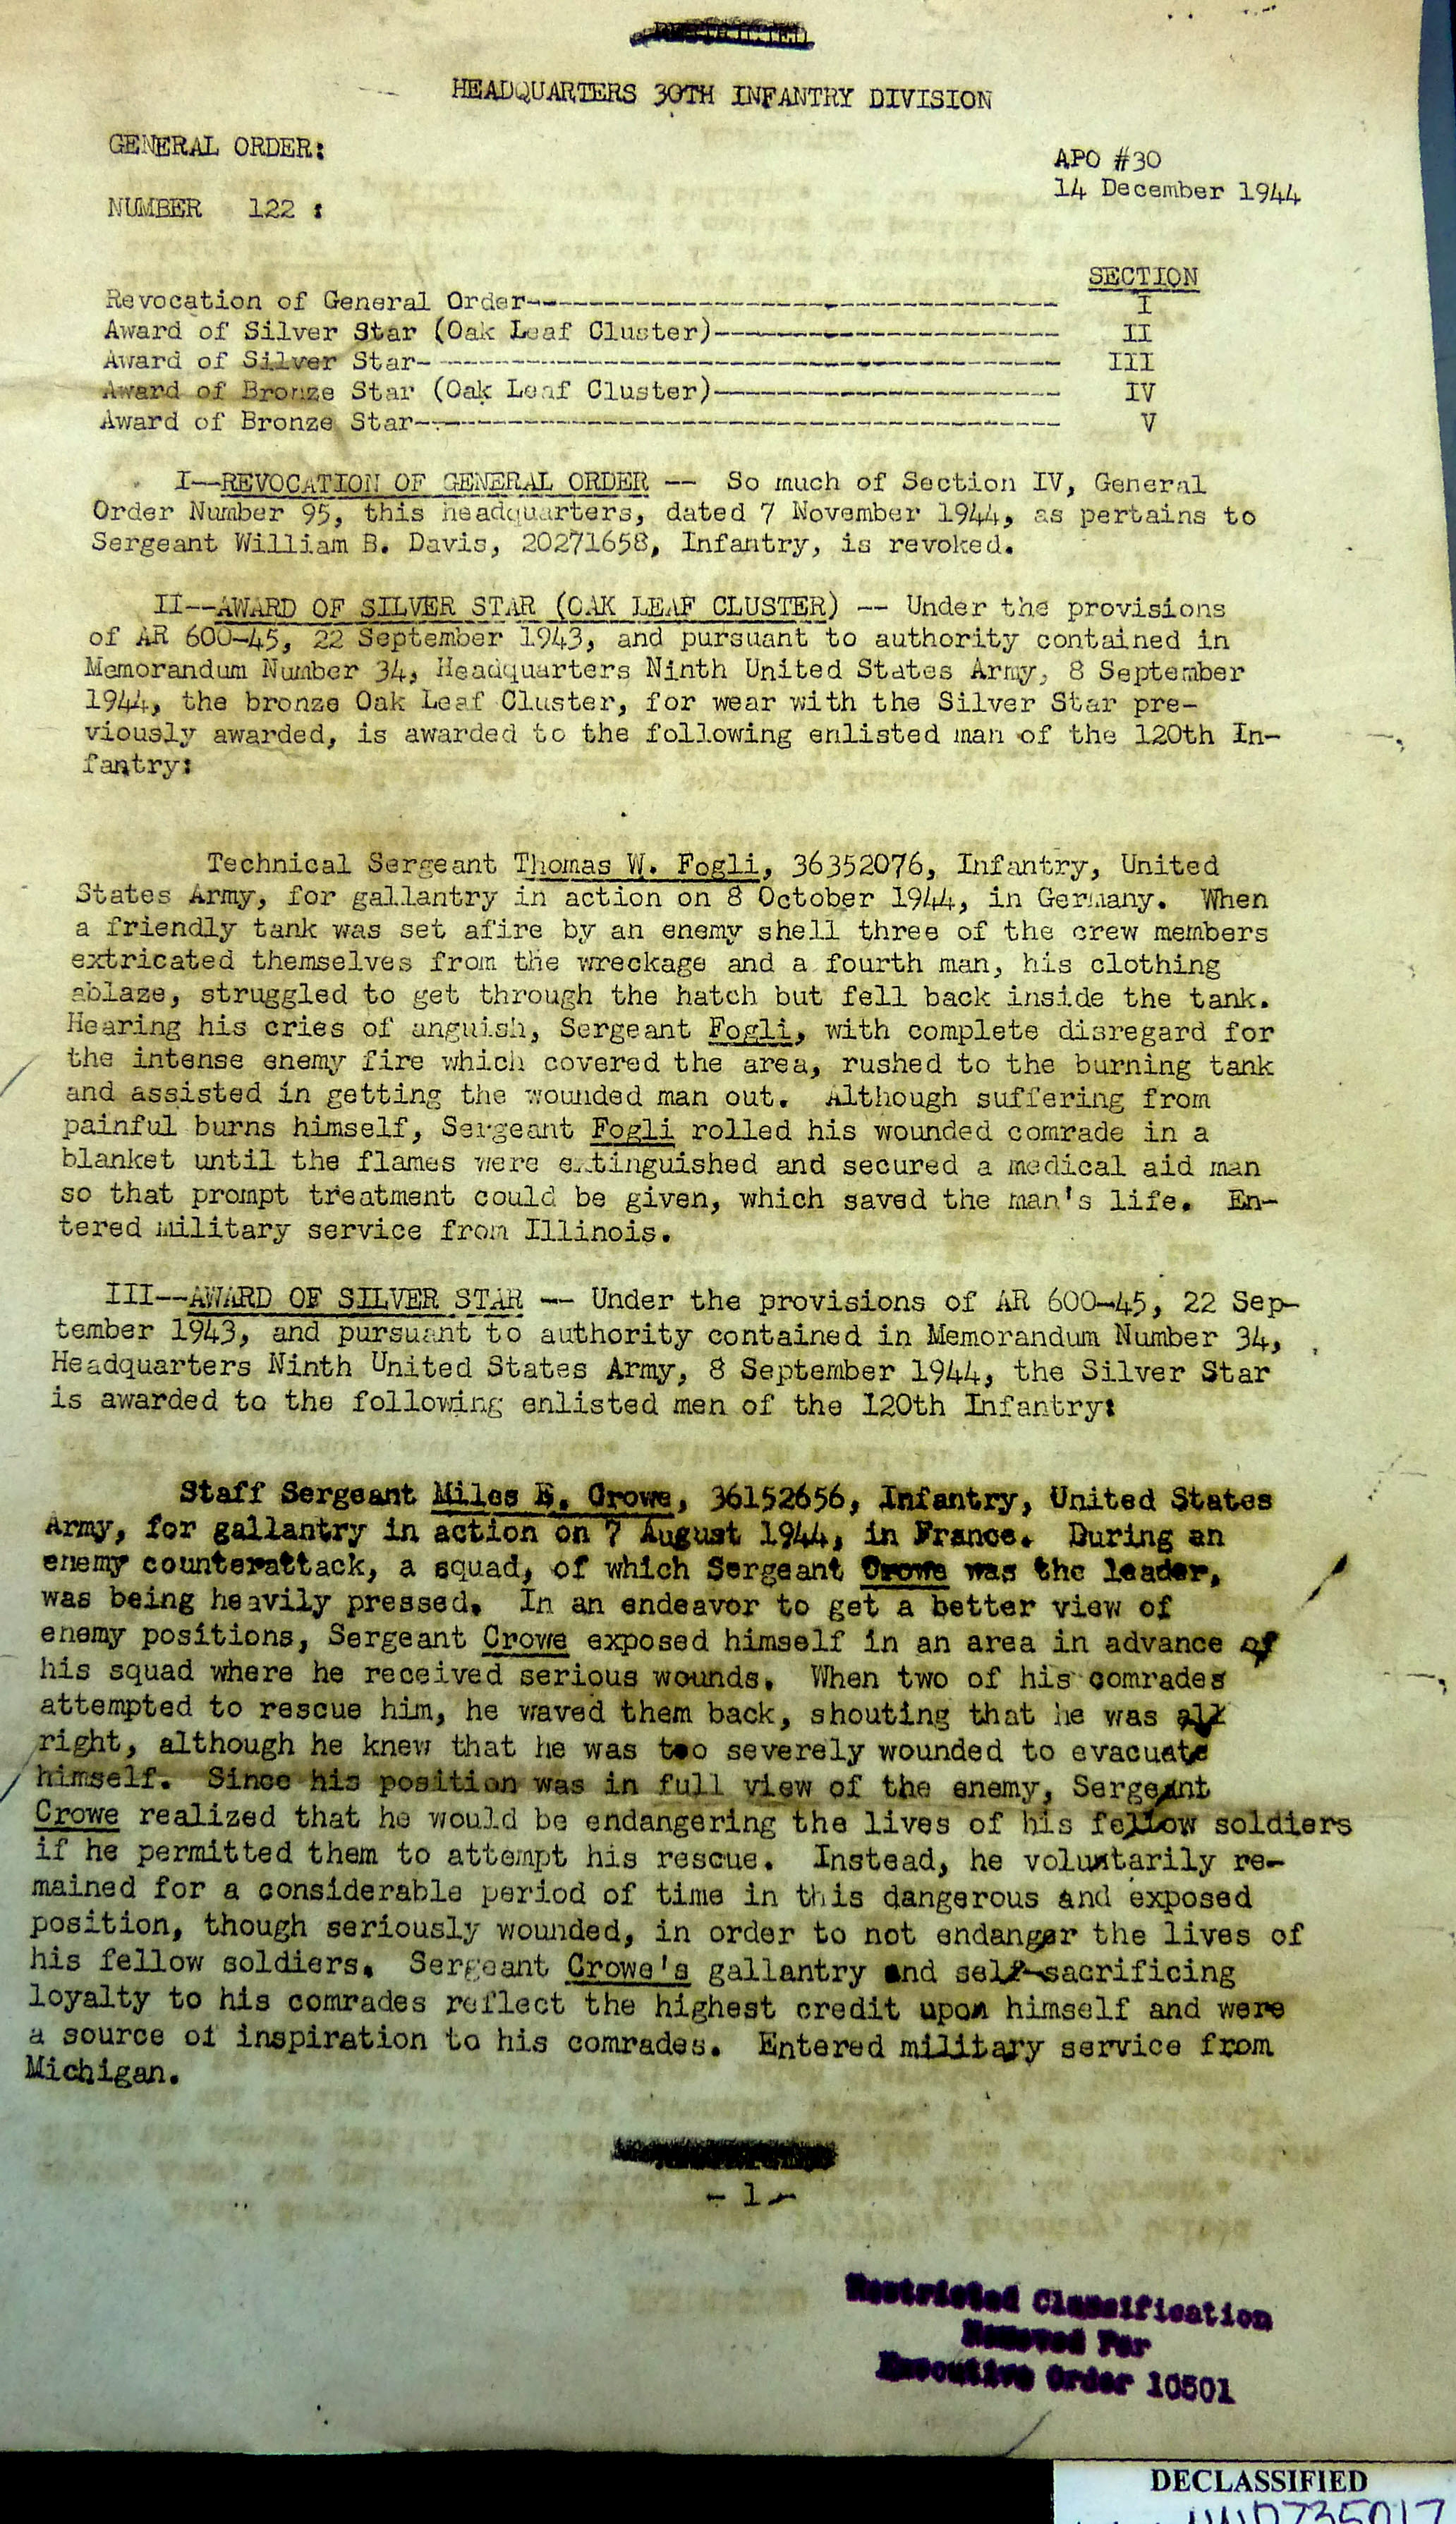 HEADQUARTERS 30TH INFANTRY DIVISION
GENERAL ORDER:
APO #30
14 December 1944
NUMBER 122 :
SECTION
Revocation of General Order-------------------------------------- I
Award of Silver Star (Oak Leaf Cluster)-------------------------- II
Award of Silver Star--------------------------------------------- III
Award of Bronze Star (Oak Leaf Cluster)-------------------------- IV
Award of Bronze Star--------------------------------------------- V
I--REVOCATION OF GENERAL ORDER -- So much of Section IV, General
Order Number 95, this headquarters, dated 7 November 1944, as pertains to
Sergeant William B. Davis, 20271658, Infantry, is revoked.
II--AWARD OF SILVER STAR (OAK LEAF CLUSTER) -- Under the provisions
of AR 600-45, 22 September 1943, and pursuant to authority contained in
Memorandum Number 34, Headquarters Ninth United States Army, 8 September
1944, the bronze Oak Leaf Cluster, for wear with the Silver Star pre-
viously awarded, is awarded to the following enlisted man of the 120th In-
fantry:
Technical Sergeant Thomas W. Fogli, 36352076, Infantry, United
States Army, for gallantry in action on 8 October 1944, in Germany. When
a friendly tank was set afire by an enemy shell three of the crew members
extricated themselves from the wreckage and a fourth man, his clothing
ablaze, struggled to get through the hatch but fell back inside the tank.
Hearing his cries of anguish, Sergeant Fogli, with complete disregard for
the intense enemy fire which covered the area, rushed to the burning tank
and assisted in getting the wounded man out. Although suffering from
painful burns himself, Sergeant Fogli rolled his wounded comrade in a
blanket until the flames were extinguished and secured a medical aid man
so that prompt treatment could be given, which saved the man's life. En-
tered military service from Illinois.
III--AWARD OF SILVER STAR -- Under the provisions of AR 600-45, 22 Sep-
tember 1943, and pursuant to authority contained in Memorandum Number 34,
Headquarters Ninth United States Army, 8 September 1944, the Silver Star
is awarded to the following enlisted men of the 120th Infantry:
Staff Sergeant Miles E. Crowe, 36152656, Infantry, United States
Army, for gallantry in action on 7 August 1944, in France. During an
enemy counterattack, a squad, of which Sergeant Crowe was the leader,
was being heavily pressed. In an endeavor to get a better view of
enemy positions, Sergeant Crowe exposed himself in an area in advance of
his squad where he received serious wounds. When two of his comrades
attempted to rescue him, he waved them back, shouting that he was all
right, although he knew that he was too severely wounded to evacuate
himself. Since his position was in full view of the enemy, Sergeant
Crowe realized that he would be endangering the lives of his fellow soldiers
if he permitted them to attempt his rescue. Instead, he voluntarily re-
mained for a considerable period of time in this dangerous and exposed
position, though seriously wounded, in order to not endanger the lives of
his fellow soldiers. Sergeant Crowe's gallantry and self-sacrificing
loyalty to his comrades reflect the highest credit upon himself and were
a source of inspiration to his comrades. Entered military service from
Michigan.
- 1 -
Restricted Classification
Removed Per
Executive Order 10501
DECLASSIFIED